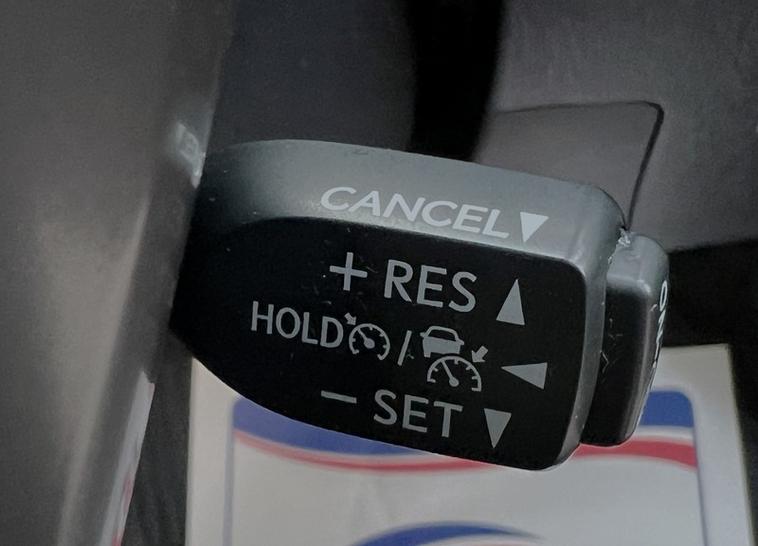 CANCEL
+ RES
HOLD /
− SET